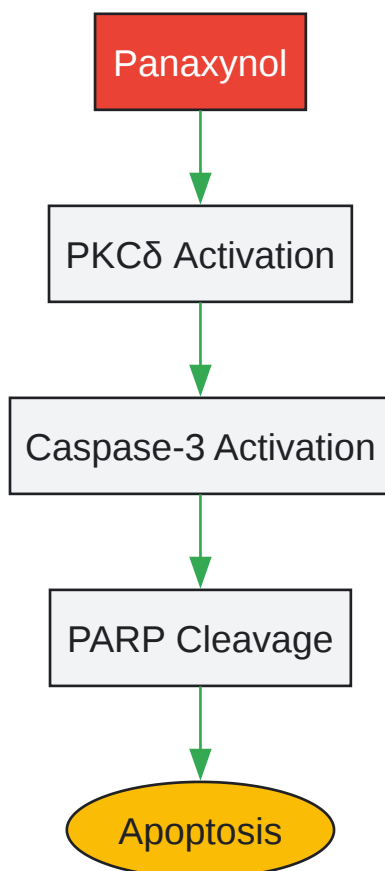 Panaxynol
PKCδ Activation
Caspase-3 Activation
PARP Cleavage
Apoptosis